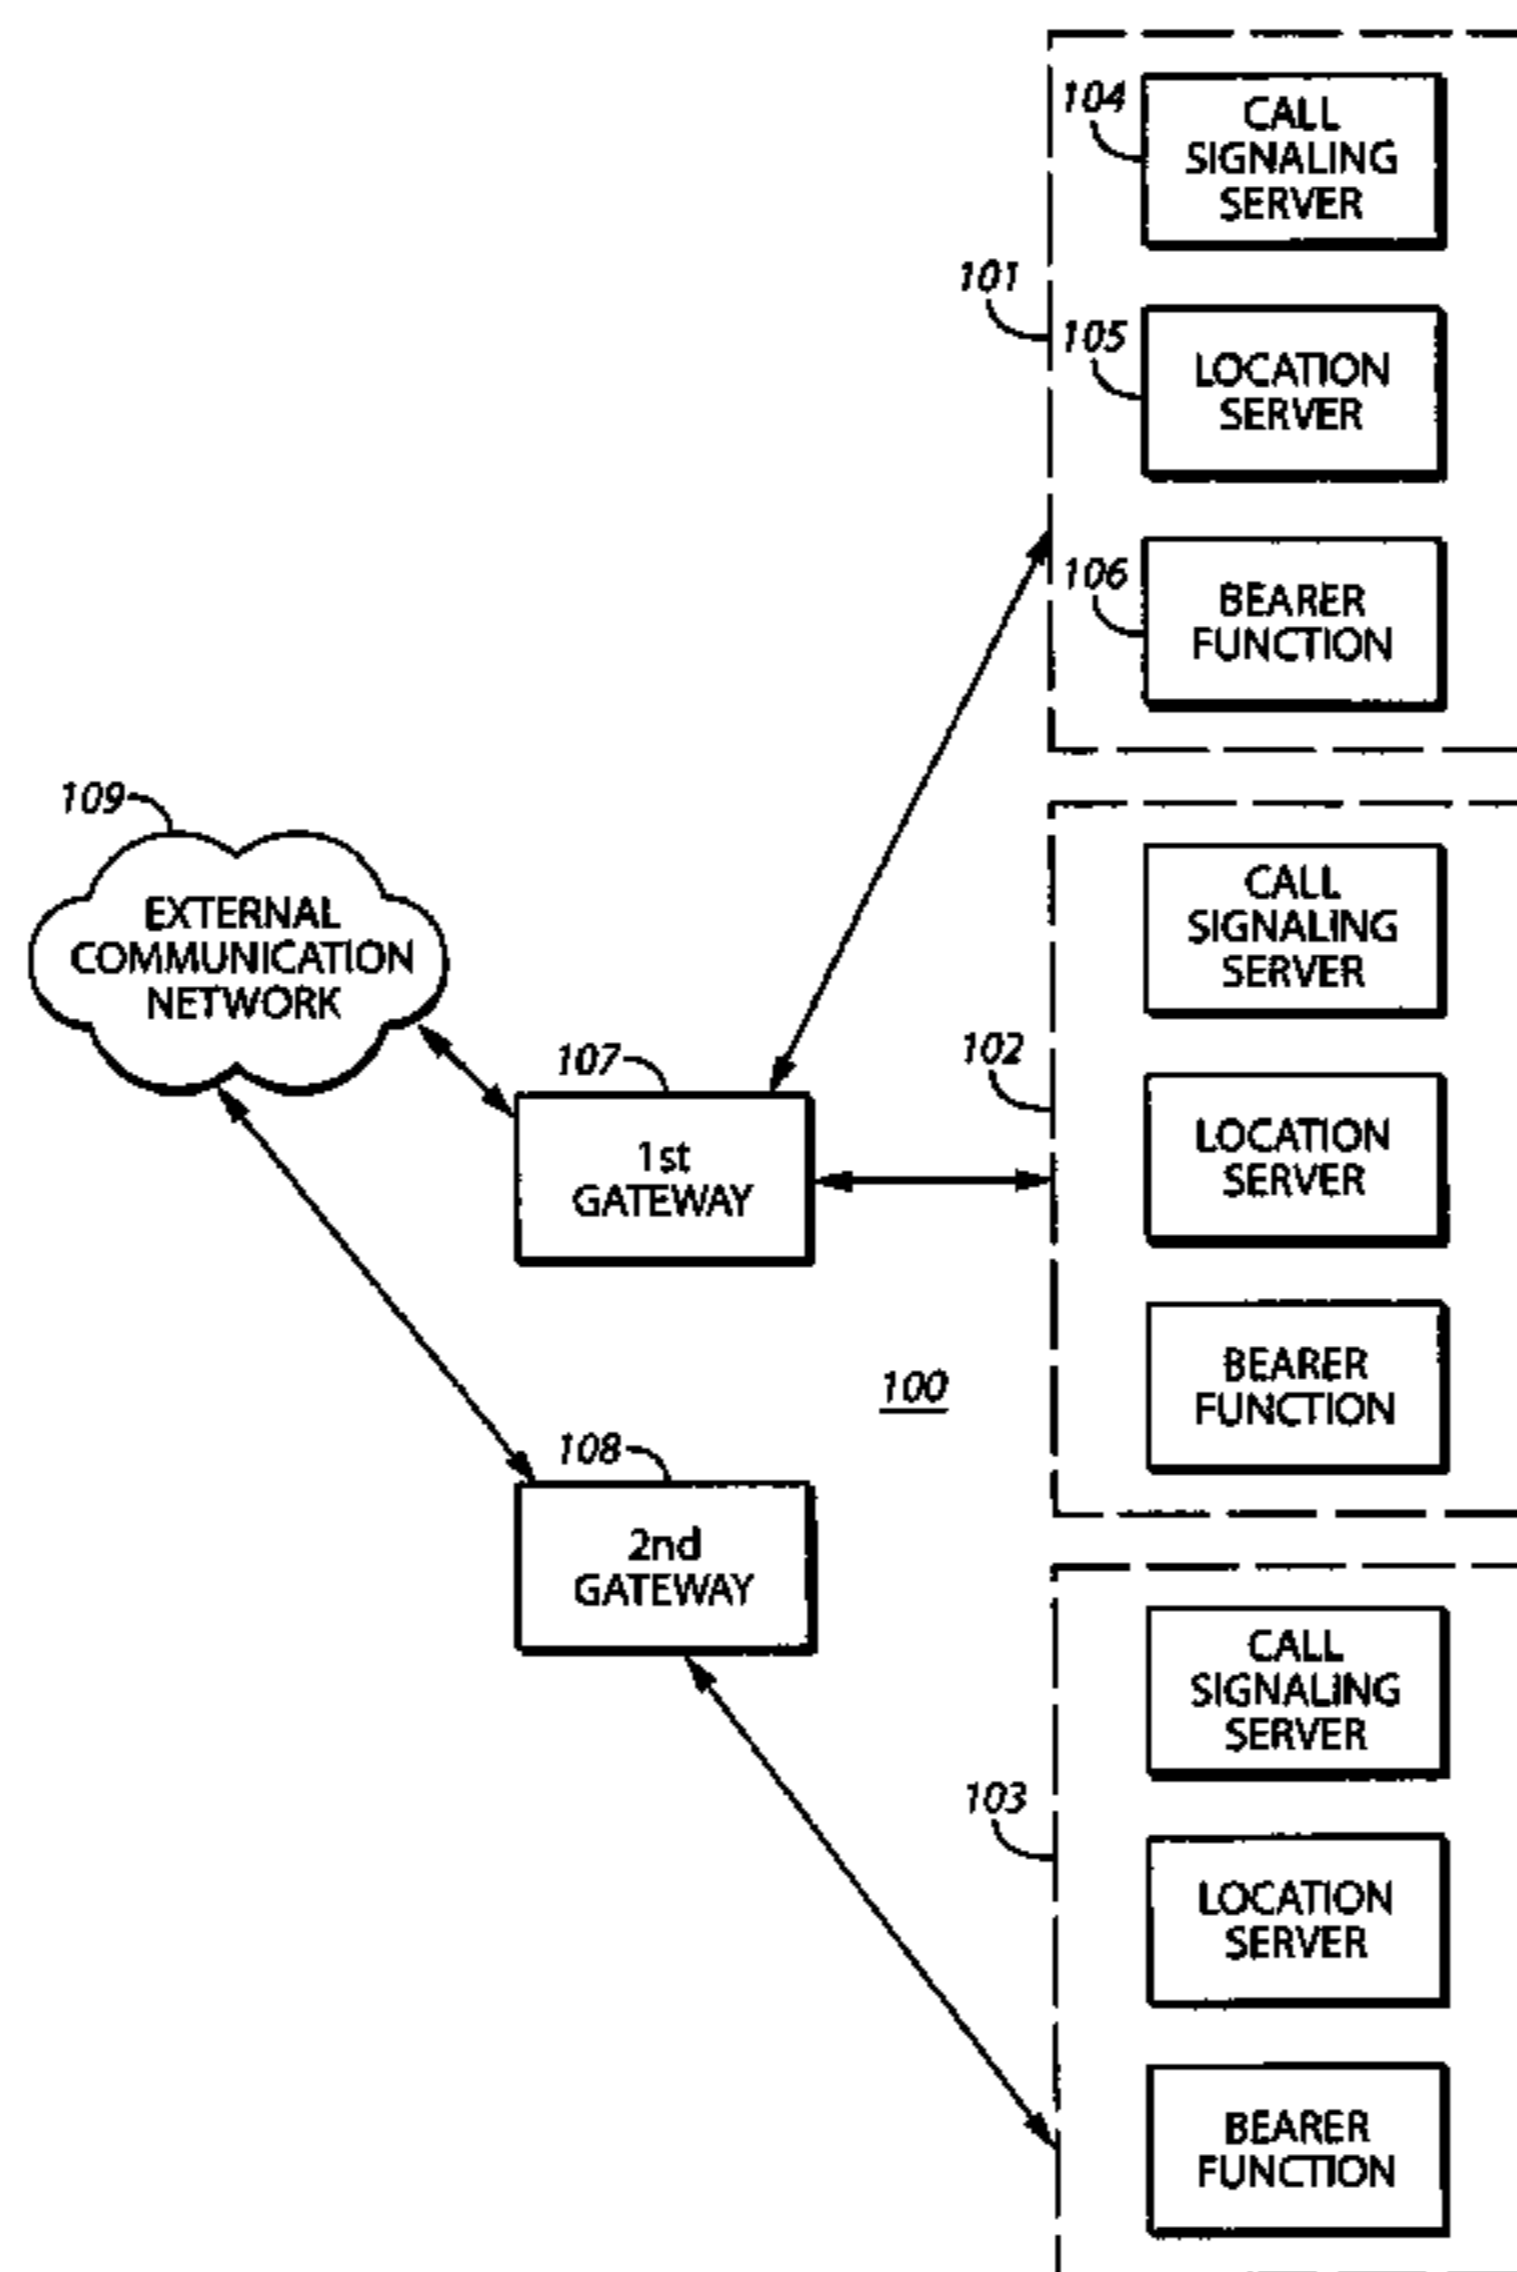 104
CALL
SIGNALING
SERVER
101
105
LOCATION
SERVER
106
BEARER
FUNCTION
109
EXTERNAL
COMMUNICATION
NETWORK
CALL
SIGNALING
SERVER
102
107
1st
GATEWAY
LOCATION
SERVER
100
BEARER
FUNCTION
108
2nd
GATEWAY
CALL
SIGNALING
SERVER
103
LOCATION
SERVER
BEARER
FUNCTION